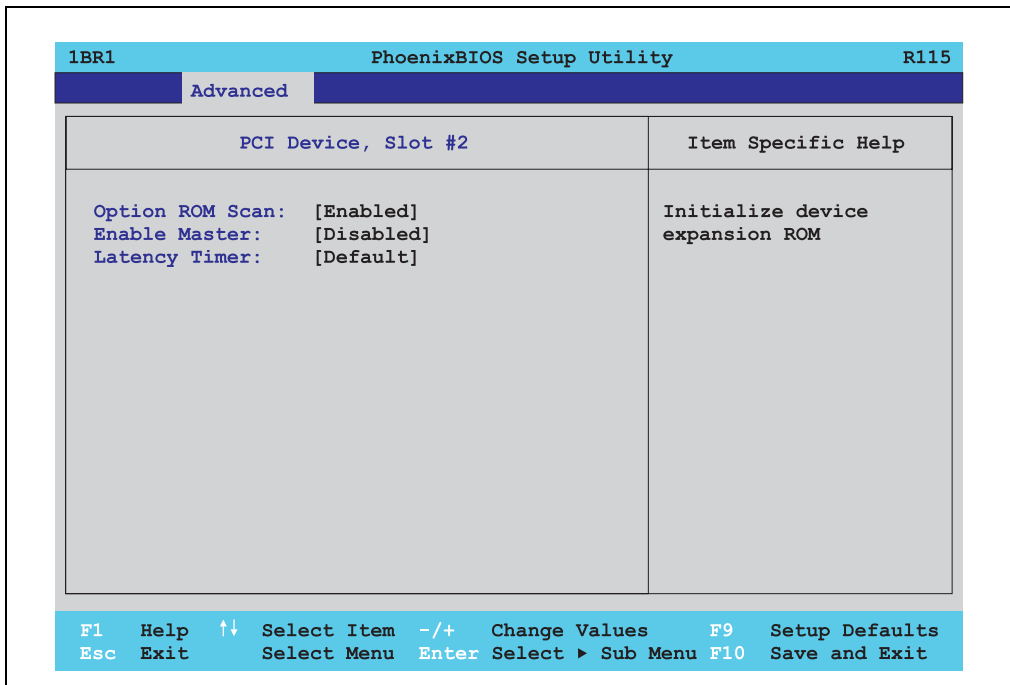 1BR1 PhoenixBIOS Setup Utility R115
Advanced
PCI Device, Slot #2
Item Specific Help
Option ROM Scan: [Enabled]
Enable Master: [Disabled]
Latency Timer: [Default]
Initialize device
expansion ROM
F1 Help ↑↓ Select Item -/+ Change Values F9 Setup Defaults
Esc Exit Select Menu Enter Select ▶ Sub Menu F10 Save and Exit